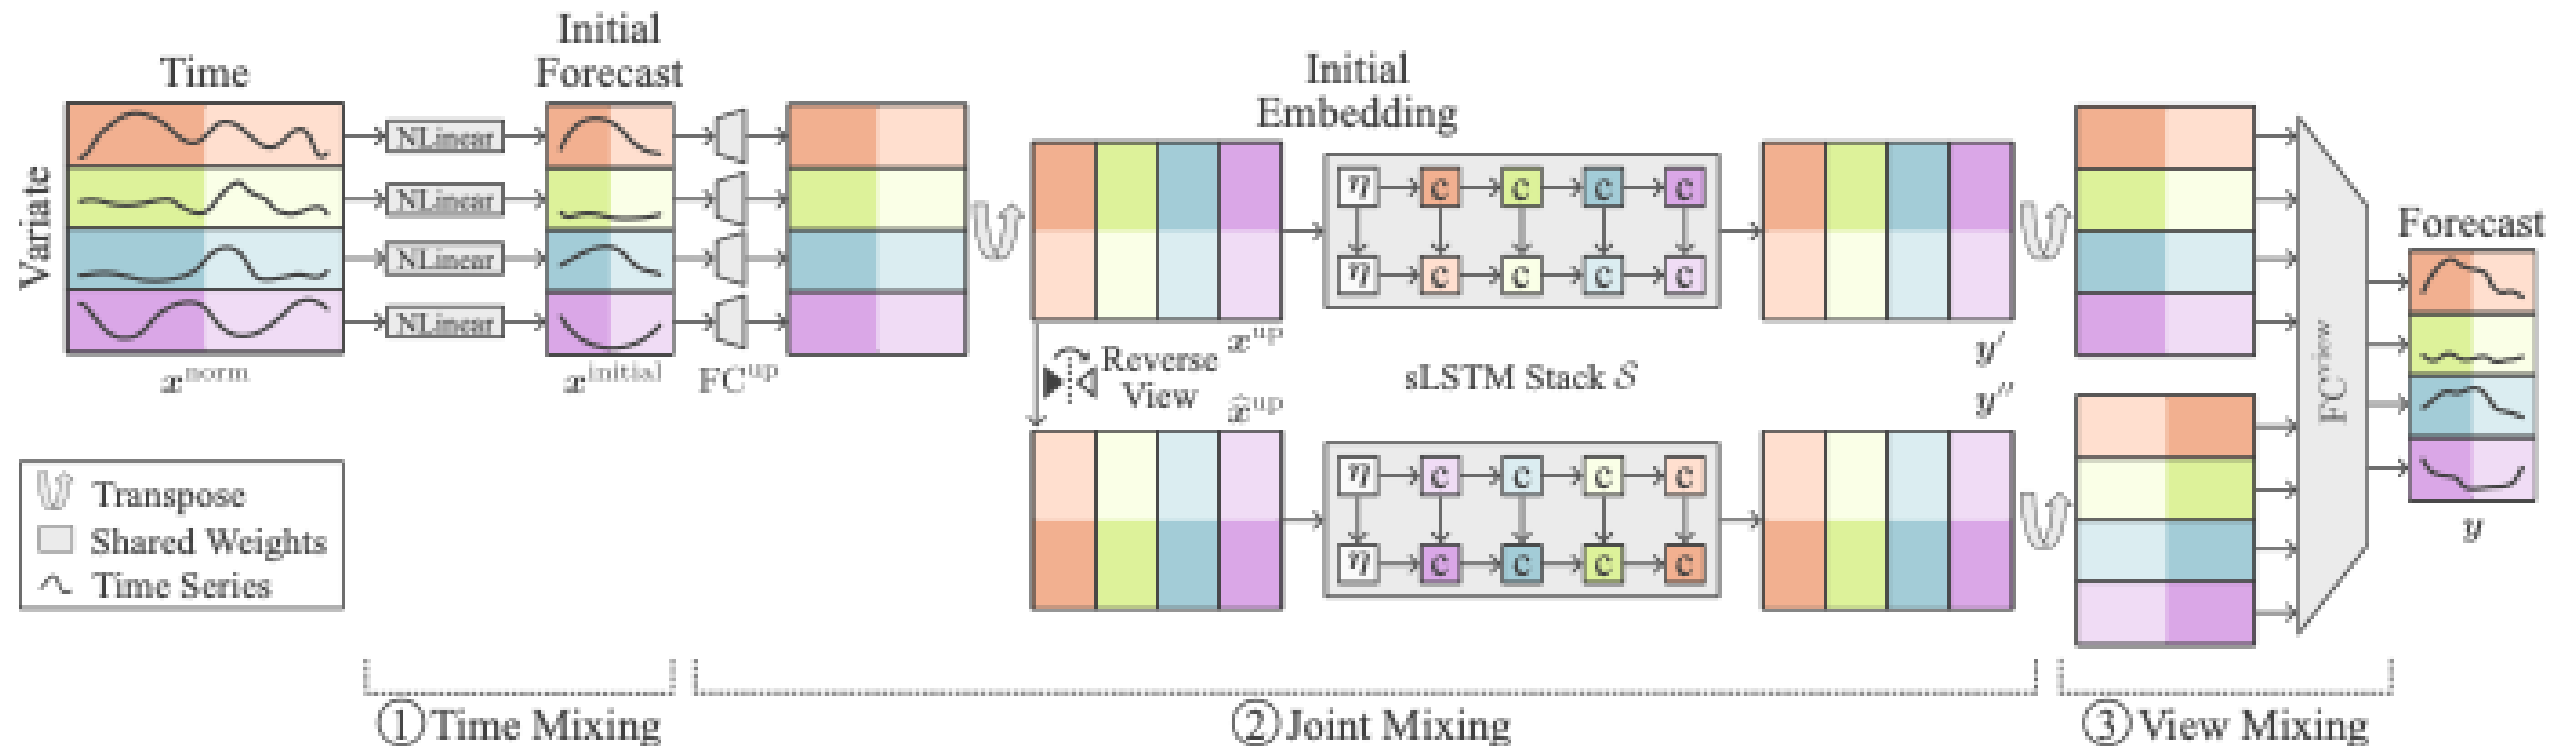 Time
Initial
Forecast
Variate
NLinear
NLinear
NLinear
NLinear
x^norm
x^initial
FC^up
Initial
Embedding
η c c c c
η c c c c
Reverse
View
x^up
x̂^up
sLSTM Stack S
y′
y″
η c c c c
η c c c c
FC^view
Forecast
y
Transpose
Shared Weights
Time Series
① Time Mixing
② Joint Mixing
③ View Mixing